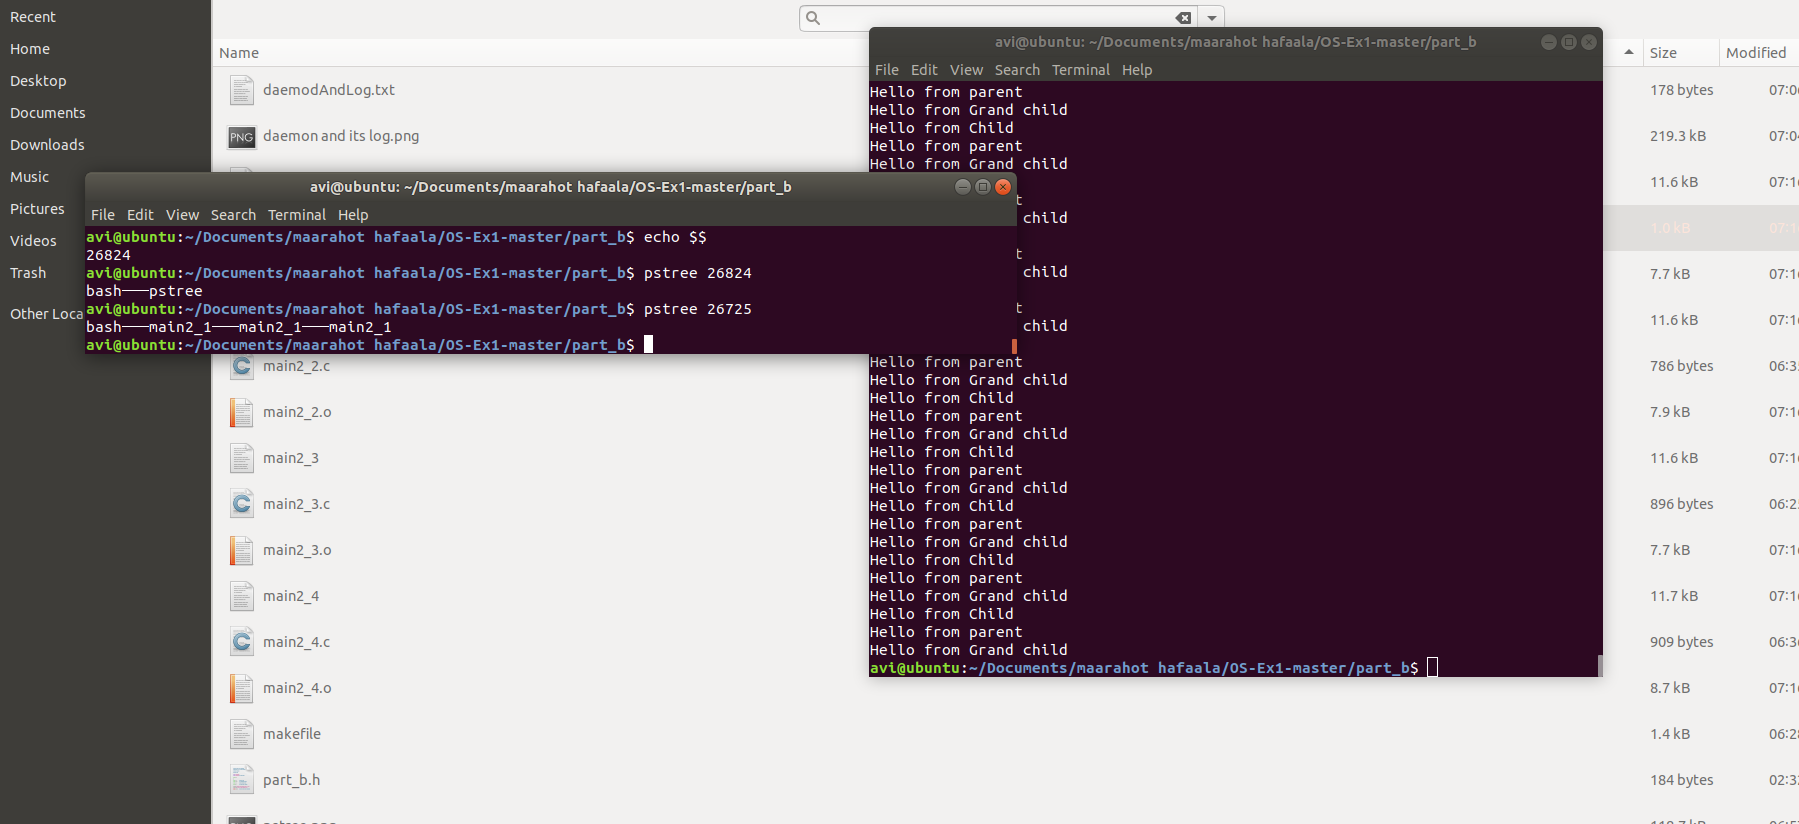 Recent
Home
Desktop
Documents
Downloads
Music
Pictures
Videos
Trash
Other Loca
Name
Size
Modified
daemodAndLog.txt
178 bytes
07:0
PNG
daemon and its log.png
219.3 kB
07:04
11.6 kB
07:16
1.0 kB
7.7 kB
07:16
11.6 kB
07:16
main2_2.c
786 bytes
06:3
main2_2.o
7.9 kB
07:16
main2_3
11.6 kB
07:16
main2_3.c
896 bytes
06:2
main2_3.o
7.7 kB
07:16
main2_4
11.7 kB
07:16
main2_4.c
909 bytes
06:3
main2_4.o
8.7 kB
07:16
makefile
1.4 kB
06:28
part_b.h
184 bytes
02:3
avi@ubuntu: ~/Documents/maarahot hafaala/OS-Ex1-master/part_b
File Edit View Search Terminal Help
avi@ubuntu:~/Documents/maarahot hafaala/OS-Ex1-master/part_b$ echo $$
26824
avi@ubuntu:~/Documents/maarahot hafaala/OS-Ex1-master/part_b$ pstree 26824
bash───pstree
avi@ubuntu:~/Documents/maarahot hafaala/OS-Ex1-master/part_b$ pstree 26725
bash───main2_1───main2_1───main2_1
avi@ubuntu:~/Documents/maarahot hafaala/OS-Ex1-master/part_b$
avi@ubuntu: ~/Documents/maarahot hafaala/OS-Ex1-master/part_b
File Edit View Search Terminal Help
Hello from parent
Hello from Grand child
Hello from Child
Hello from parent
Hello from Grand child
t
child
t
child
t
child
Hello from parent
Hello from Grand child
Hello from Child
Hello from parent
Hello from Grand child
Hello from Child
Hello from parent
Hello from Grand child
Hello from Child
Hello from parent
Hello from Grand child
Hello from Child
Hello from parent
Hello from Grand child
Hello from Child
Hello from parent
Hello from Grand child
avi@ubuntu:~/Documents/maarahot hafaala/OS-Ex1-master/part_b$